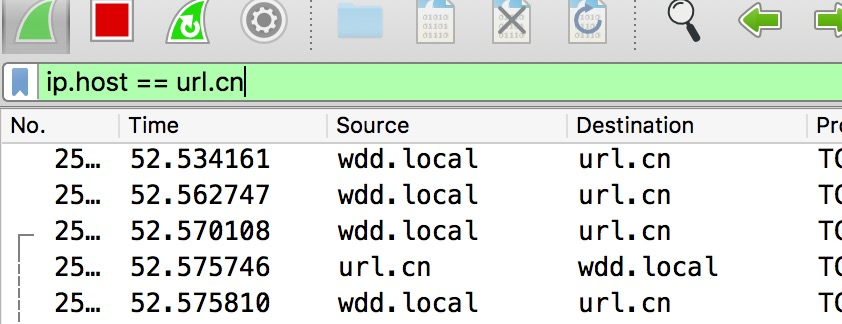 ip.host == url.cn
No. Time Source Destination Pro
25… 52.534161 wdd.local url.cn TC
25… 52.562747 wdd.local url.cn TC
25… 52.570108 wdd.local url.cn TC
25… 52.575746 url.cn wdd.local TC
25… 52.575810 wdd.local url.cn TC